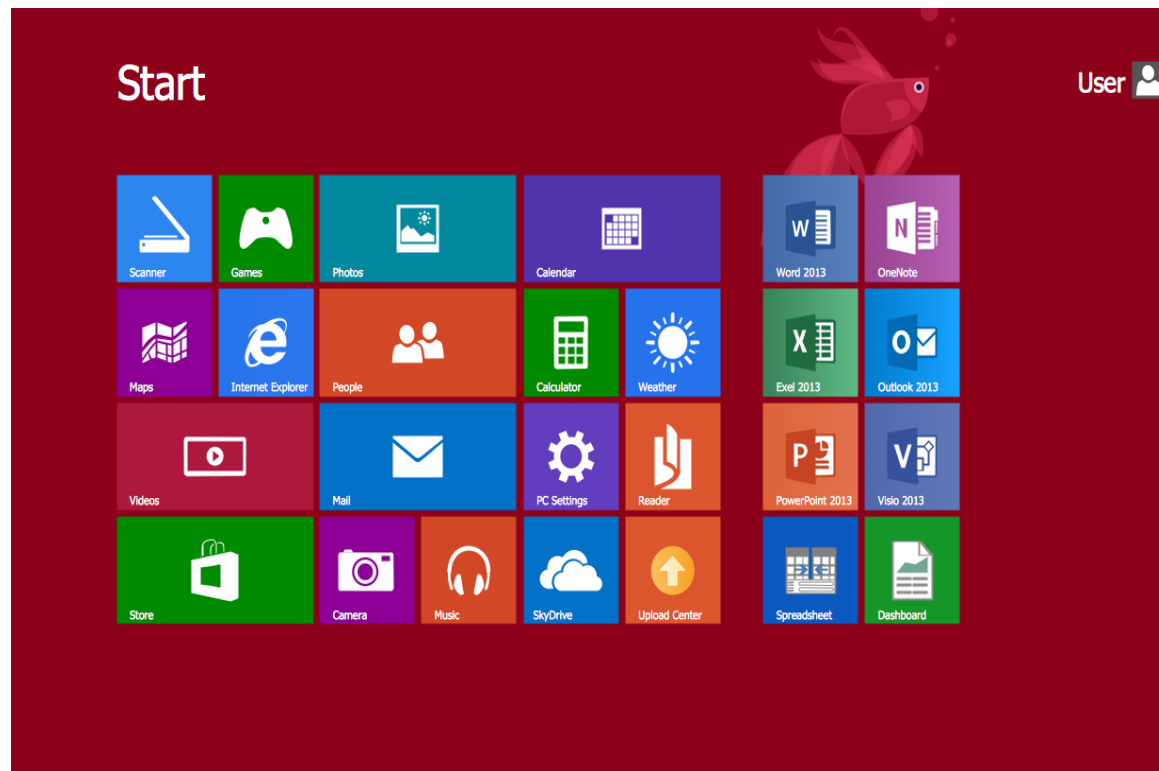 Start
User
Scanner
Games
Photos
Calendar
W
Word 2013
N
OneNote
Maps
Internet Explorer
People
Calculator
Weather
X
Exel 2013
O
Outlook 2013
Videos
Mail
PC Settings
Reader
P
PowerPoint 2013
V
Visio 2013
Store
Camera
Music
SkyDrive
Upload Center
Spreadsheet
Dashboard